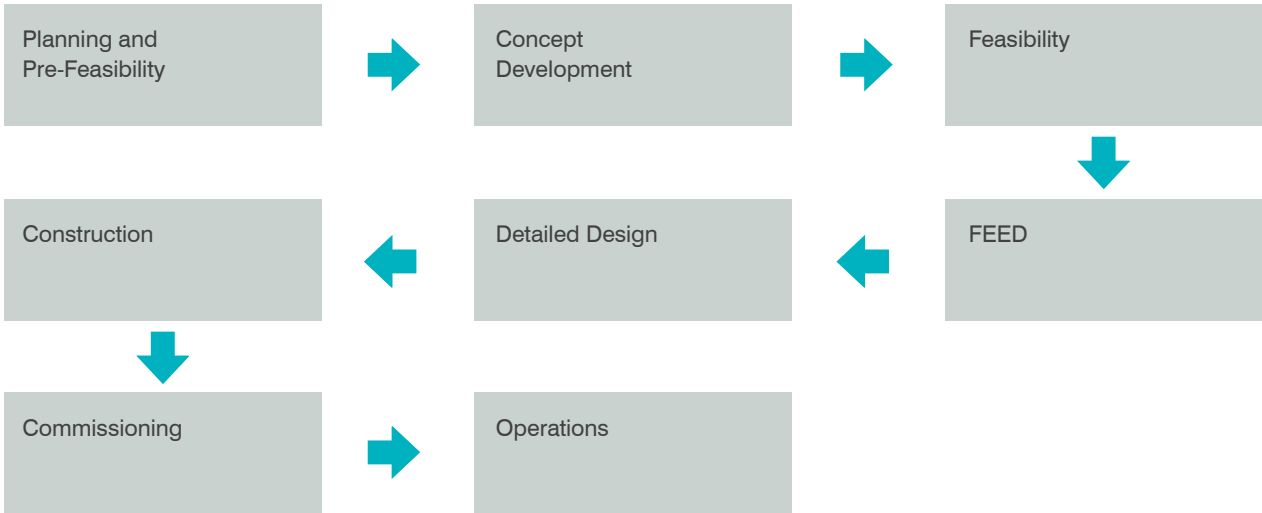 Planning and
Pre-Feasibility
Concept
Development
Feasibility
FEED
Detailed Design
Construction
Commissioning
Operations